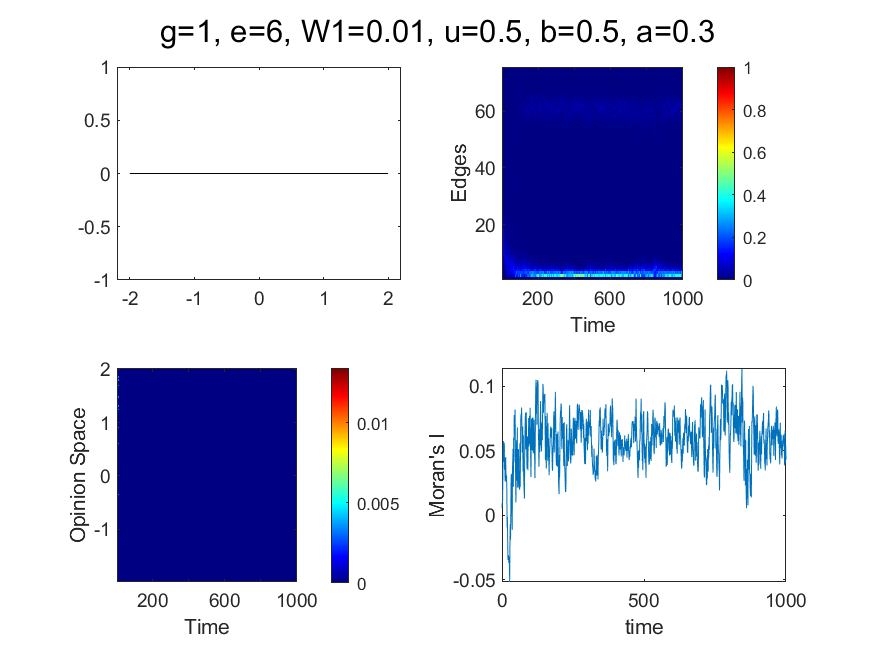 g=1, e=6, W1=0.01, u=0.5, b=0.5, a=0.3
1
0.5
0
-0.5
-1
-2 -1 0 1 2
60
40
20
Edges
200 600 1000
Time
1
0.8
0.6
0.4
0.2
0
2
1
0
-1
Opinion Space
200 600 1000
Time
0.01
0.005
0
0.1
0.05
0
-0.05
Moran's I
0 500 1000
time